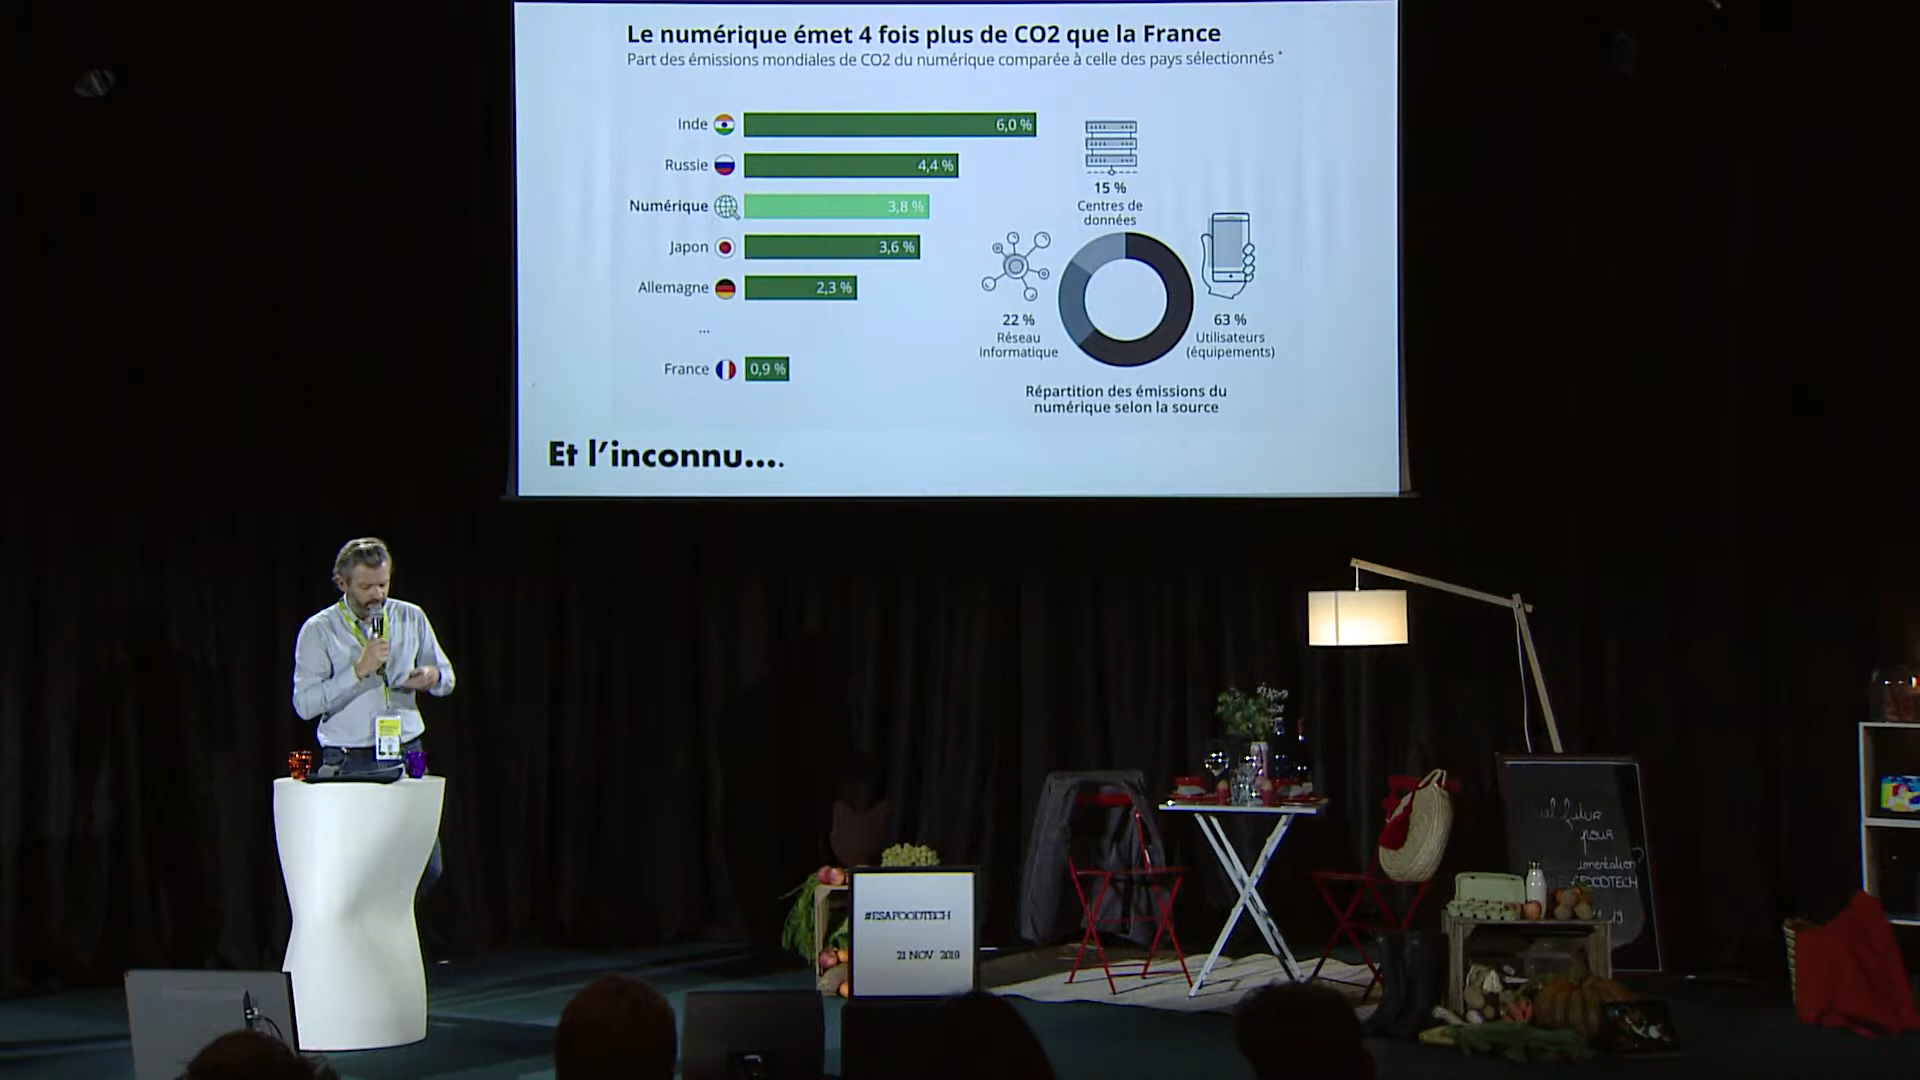 Le numérique émet 4 fois plus de CO2 que la France
Part des émissions mondiales de CO2 du numérique comparée à celle des pays sélectionnés *
Inde 6,0 %
Russie 4,4 %
Numérique 3,8 %
Japon 3,6 %
Allemagne 2,3 %
...
France 0,9 %
15 %
Centres de
données
22 %
Réseau
informatique
63 %
Utilisateurs
(équipements)
Répartition des émissions du
numérique selon la source
Et l'inconnu....
#ESAFOODTECH
21 NOV 2019
futur
pour